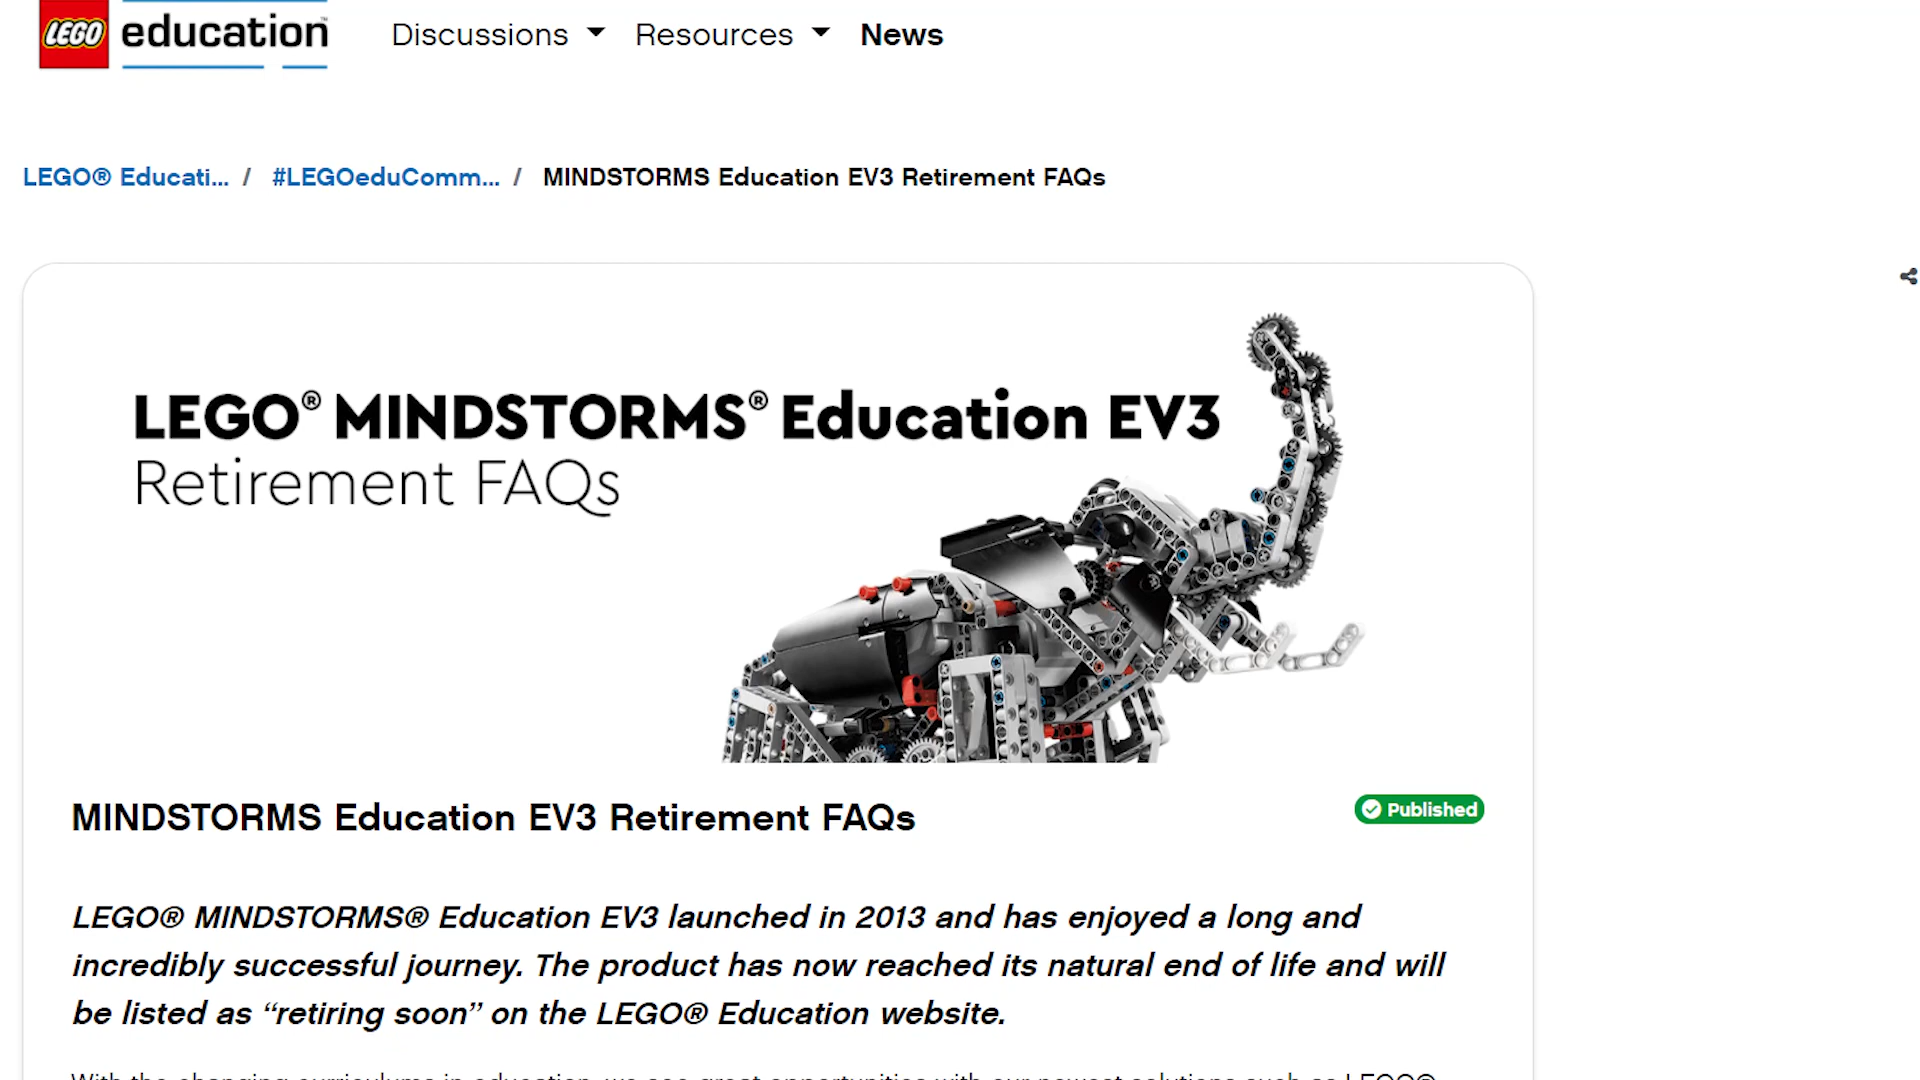 LEGO education™
Discussions Resources News
LEGO® Educati... / #LEGOeduComm... / MINDSTORMS Education EV3 Retirement FAQs
LEGO® MINDSTORMS® Education EV3
Retirement FAQs
MINDSTORMS Education EV3 Retirement FAQs
Published
LEGO® MINDSTORMS® Education EV3 launched in 2013 and has enjoyed a long and
incredibly successful journey. The product has now reached its natural end of life and will
be listed as “retiring soon” on the LEGO® Education website.
With the changing curriculums in education, we see great opportunities with our newest solutions such as LEGO®